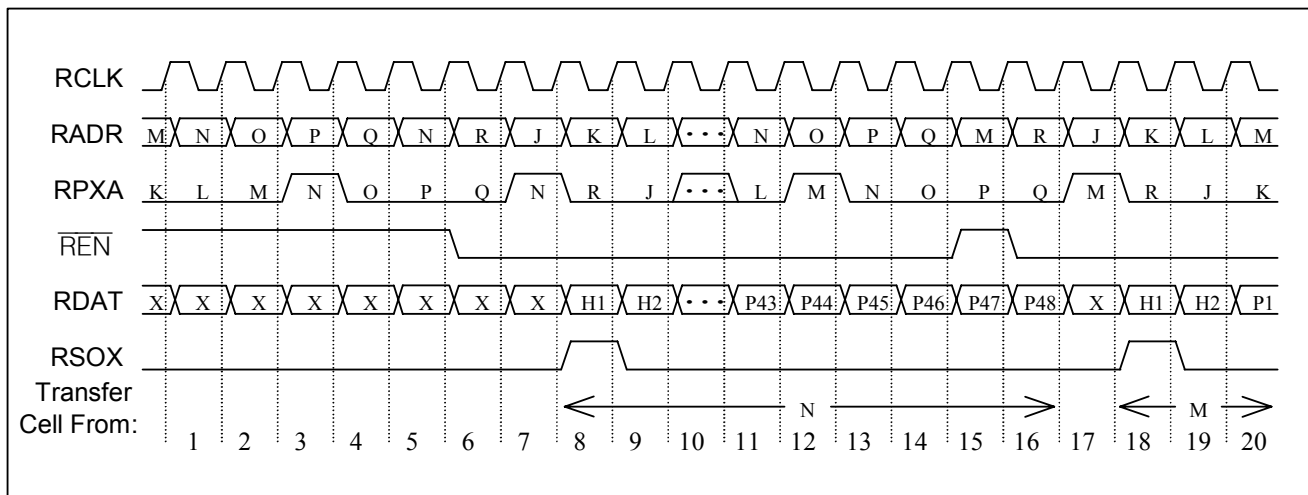 RCLK
RADR M N O P Q N R J K L ... N O P Q M R J K L M
RPXA K L M N O P Q N R J ... L M N O P Q M R J K
REN
RDAT X X X X X X X X H1 H2 ... P43 P44 P45 P46 P47 P48 X H1 H2 P1
RSOX
Transfer
Cell From: N M
1 2 3 4 5 6 7 8 9 10 11 12 13 14 15 16 17 18 19 20